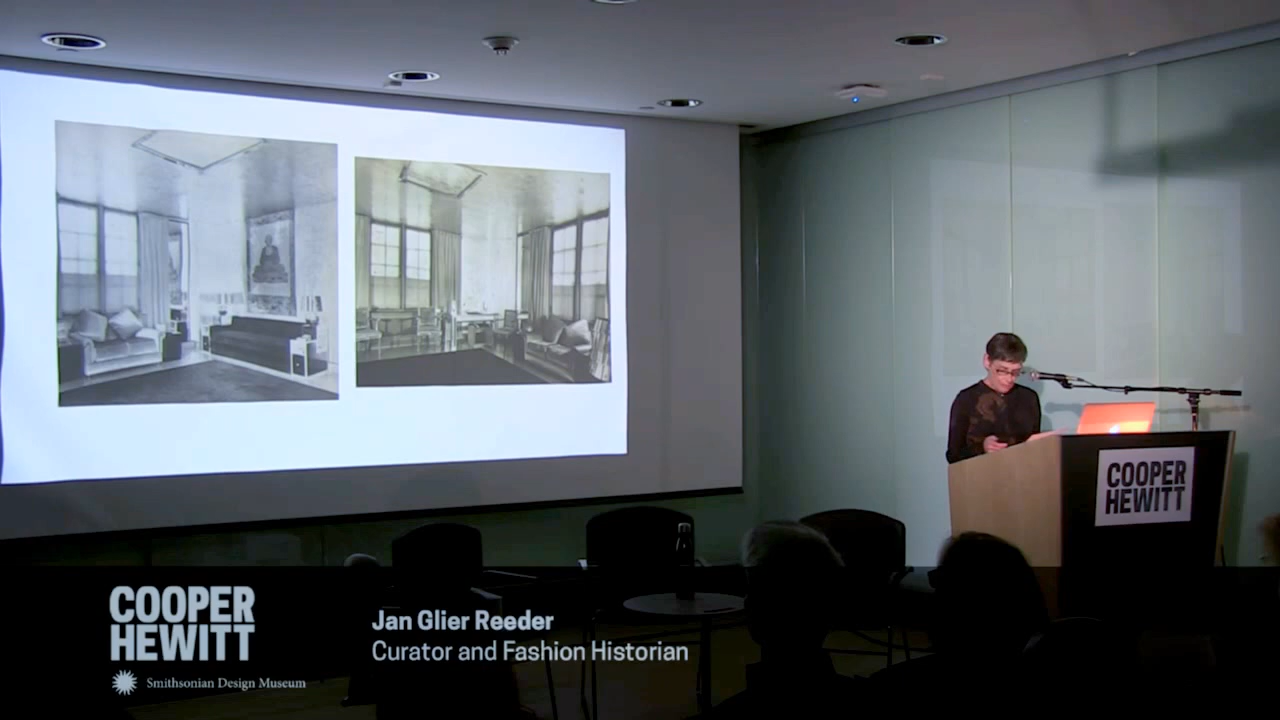 COOPER
HEWITT
COOPER
HEWITT
Smithsonian Design Museum
Jan Glier Reeder
Curator and Fashion Historian